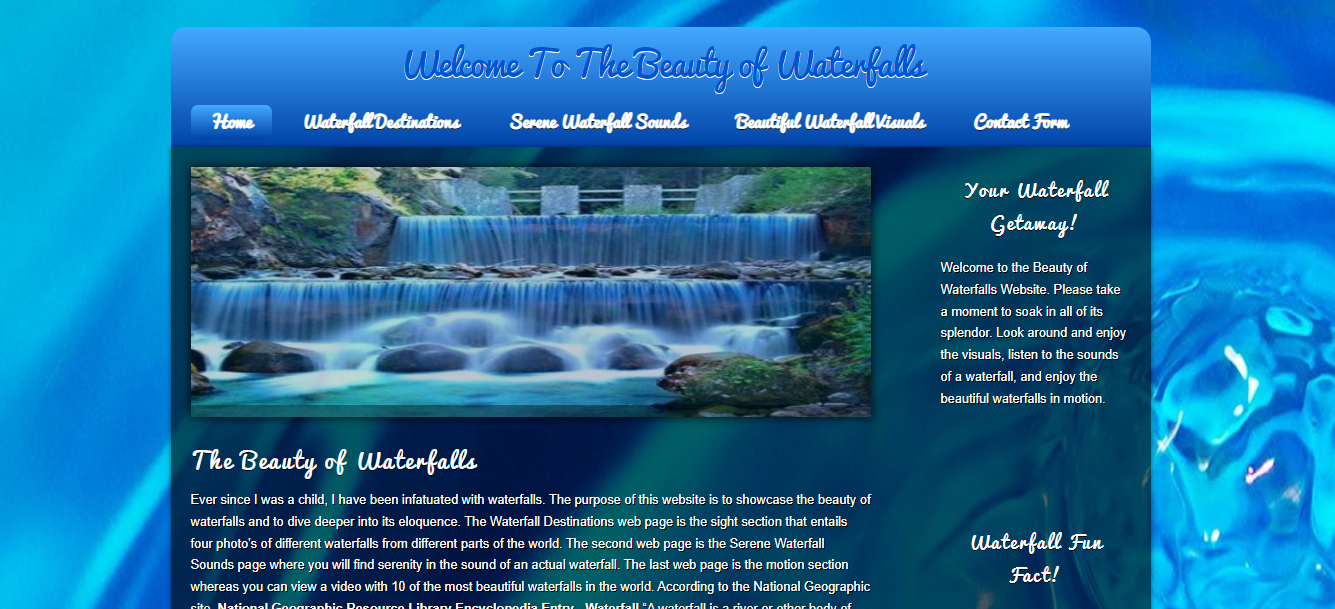 Welcome To The Beauty of Waterfalls
Home
Waterfall Destinations
Serene Waterfall Sounds
Beautiful Waterfall Visuals
Contact Form
Your Waterfall
Getaway!
Welcome to the Beauty of
Waterfalls Website. Please take
a moment to soak in all of its
splendor. Look around and enjoy
the visuals, listen to the sounds
of a waterfall, and enjoy the
beautiful waterfalls in motion.
The Beauty of Waterfalls
Ever since I was a child, I have been infatuated with waterfalls. The purpose of this website is to showcase the beauty of
waterfalls and to dive deeper into its eloquence. The Waterfall Destinations web page is the sight section that entails
four photo's of different waterfalls from different parts of the world. The second web page is the Serene Waterfall
Sounds page where you will find serenity in the sound of an actual waterfall. The last web page is the motion section
whereas you can view a video with 10 of the most beautiful waterfalls in the world. According to the National Geographic
site, National Geographic Resource Library Encyclopedia Entry - Waterfall "A waterfall is a river or other body of
Waterfall Fun
Fact!